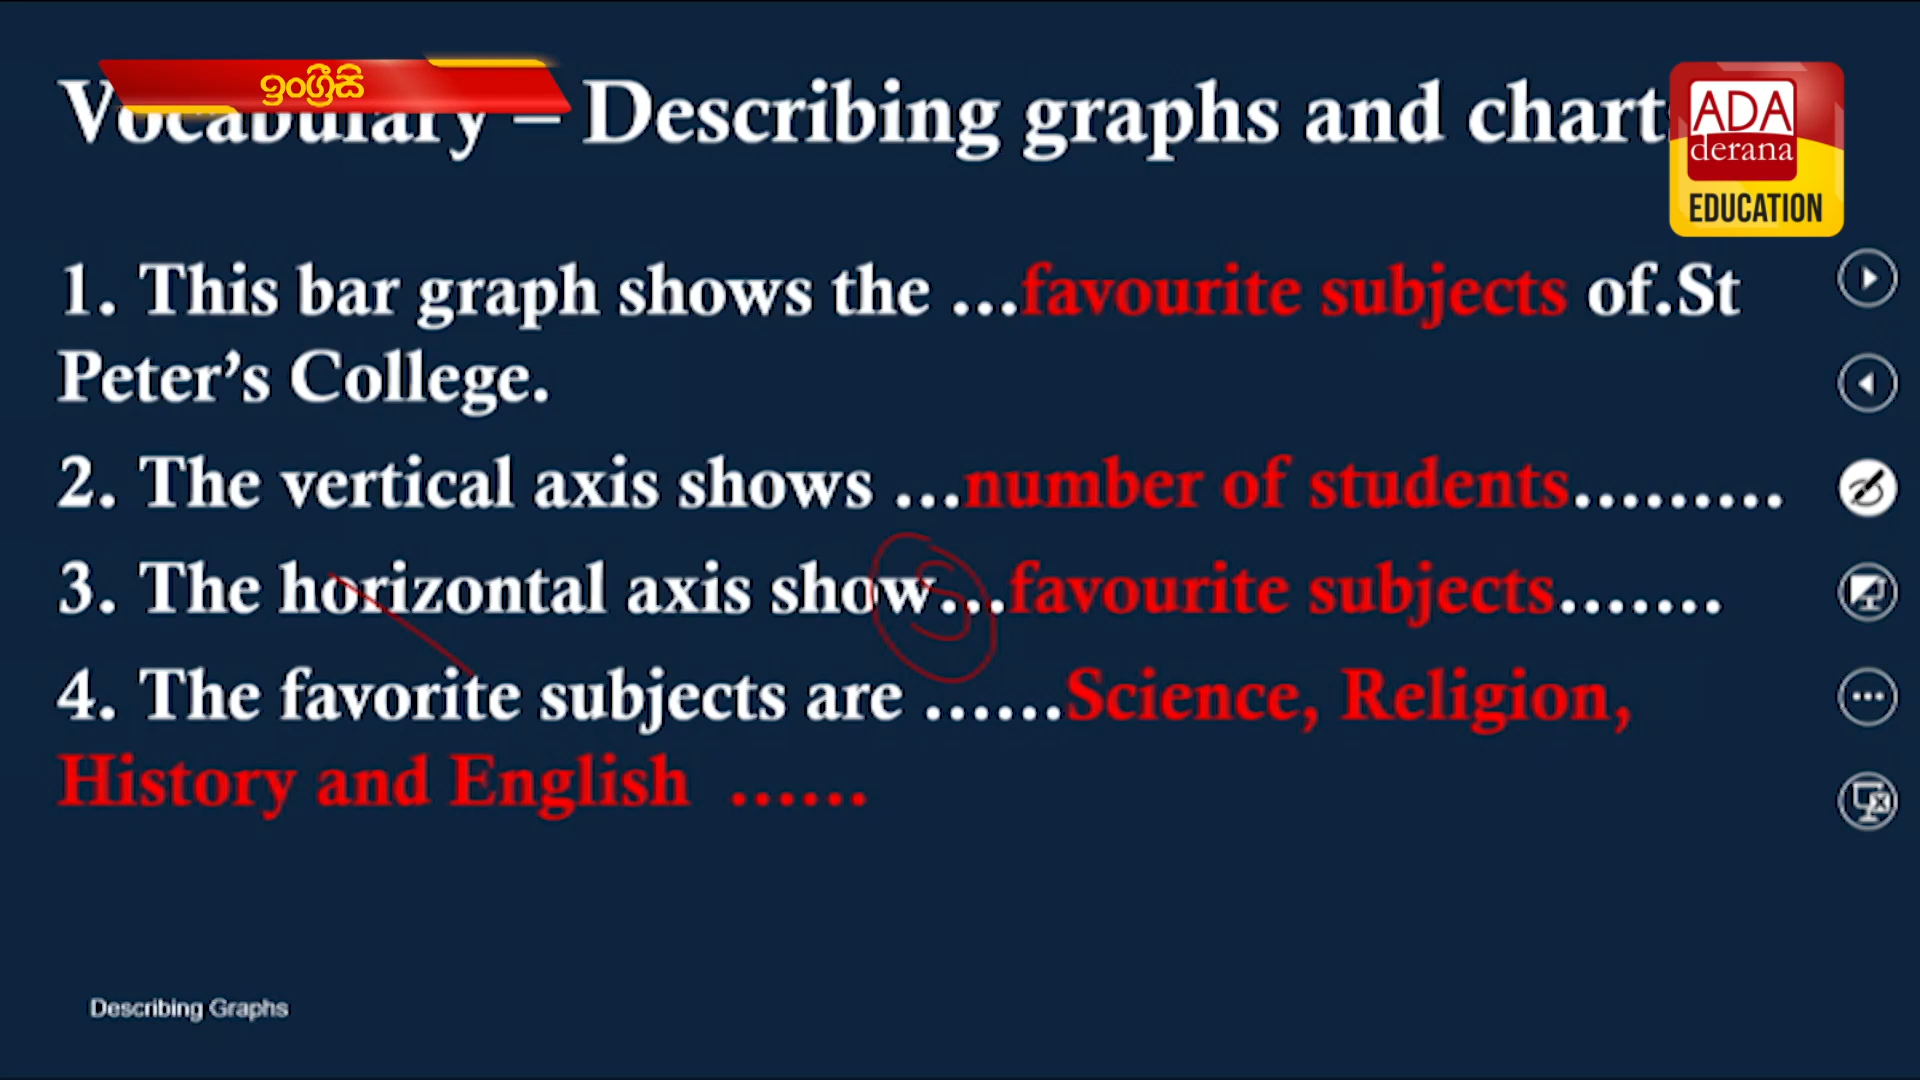 ඉංග්‍රීසි
Vocabulary – Describing graphs and chart
ADA
derana
EDUCATION
1. This bar graph shows the ...favourite subjects of.St
Peter’s College.
2. The vertical axis shows ...number of students.........
3. The horizontal axis show...favourite subjects.......
S
4. The favorite subjects are ......Science, Religion,
History and English ......
Describing Graphs